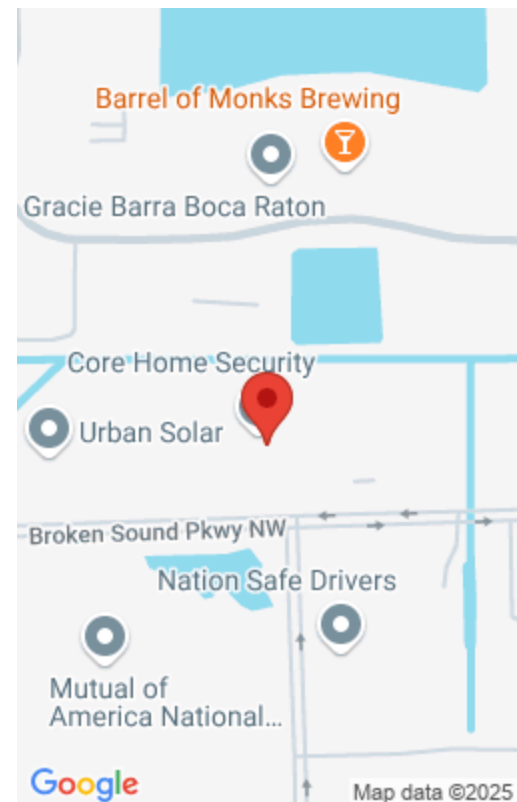 Barrel of Monks Brewing
Gracie Barra Boca Raton
Core Home Security
Urban Solar
Broken Sound Pkwy NW
Nation Safe Drivers
Mutual of
America National...
Google
Map data ©2025